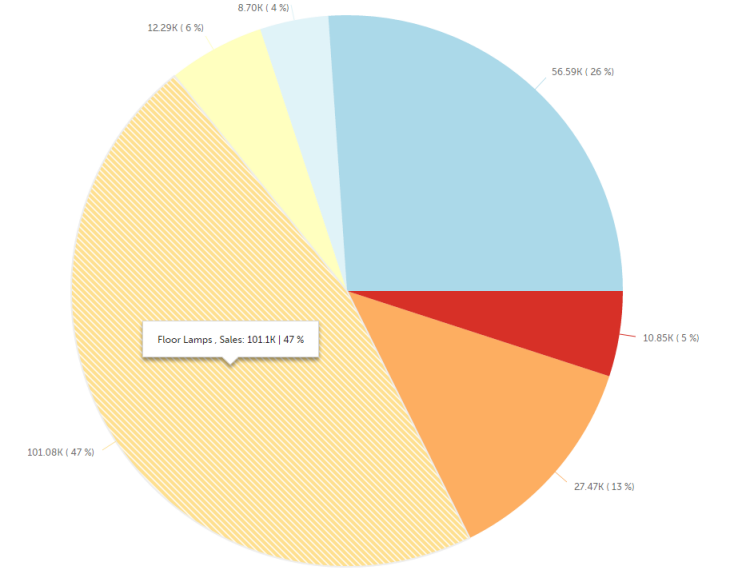 8.70K ( 4 %)
12.29K ( 6 %)
56.59K ( 26 %)
Floor Lamps , Sales: 101.1K | 47 %
10.85K ( 5 %)
101.08K ( 47 %)
27.47K ( 13 %)